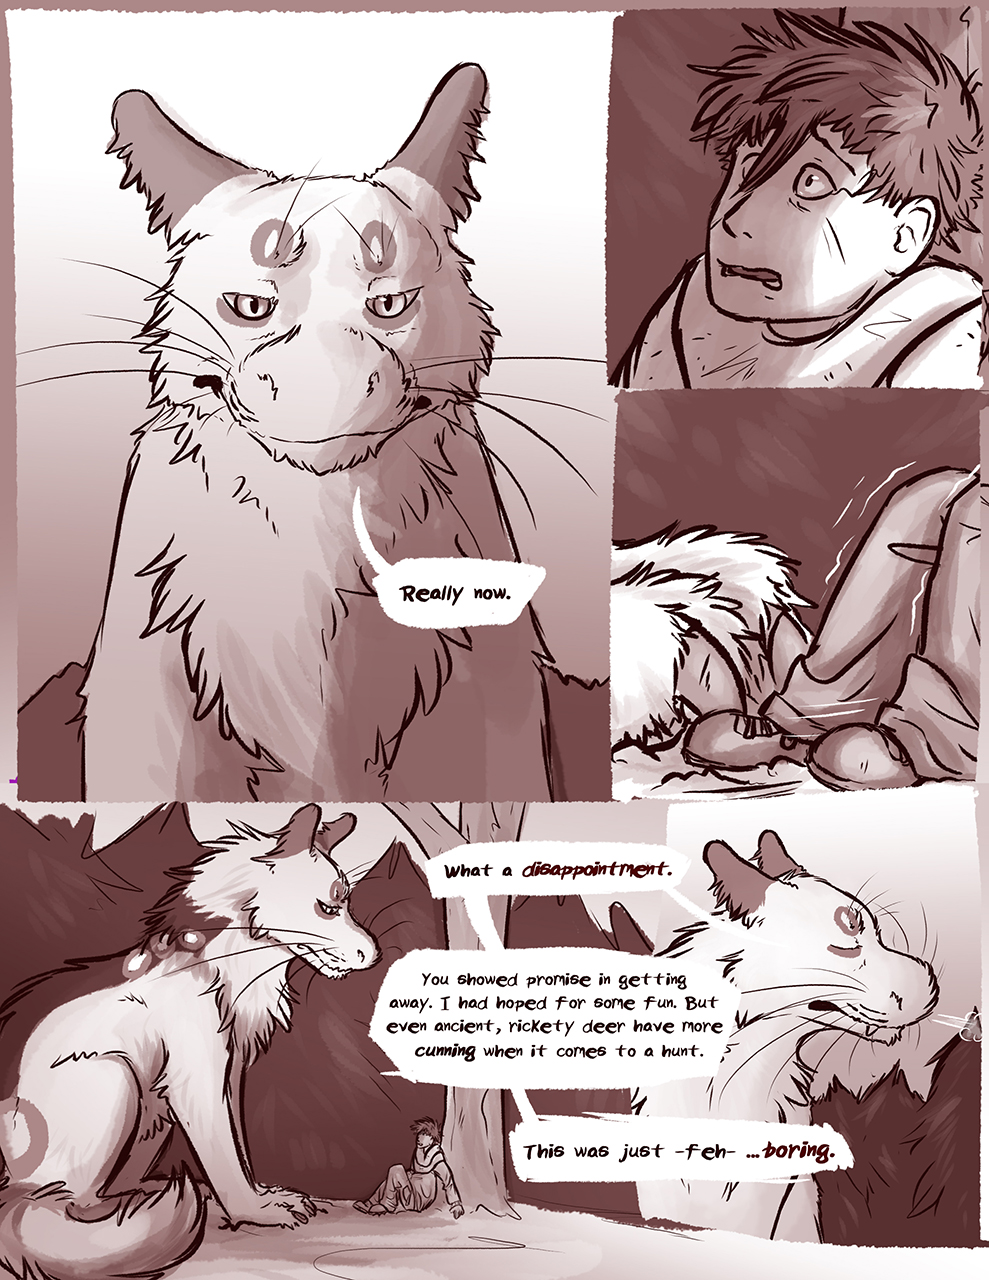 Really now.
What a disappointment.
You showed promise in getting
away. I had hoped for some fun. But
even ancient, rickety deer have more
cunning when it comes to a hunt.
This was just -feh- ...boring.